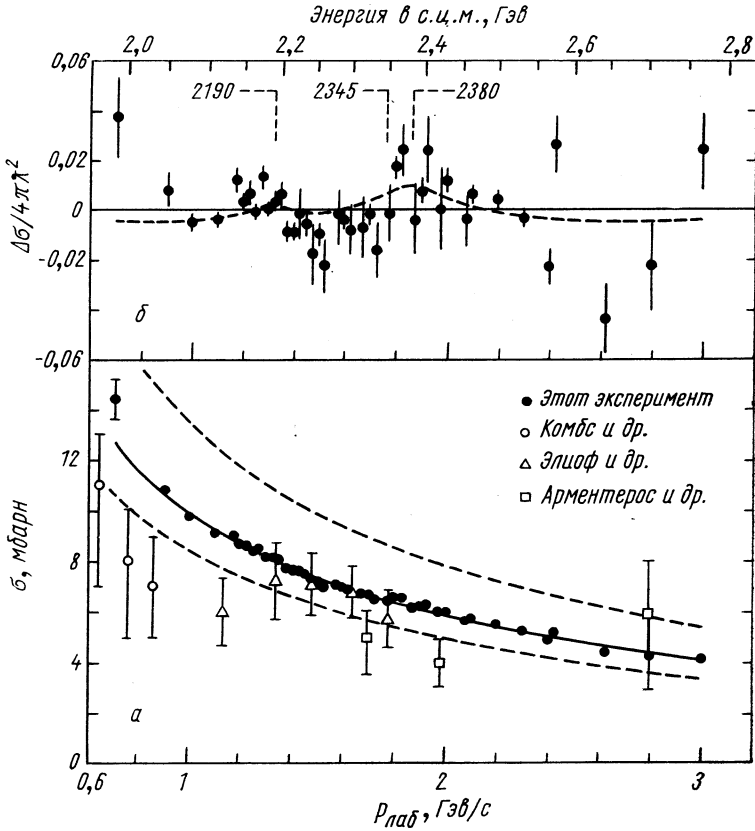 Энергия в с.ц.м., Гэв
2,0 2,2 2,4 2,6 2,8
0,06
2190 2345 2380
0,02
0
-0,02
-0,06
Δσ/4πƛ²
б
Этот эксперимент
Комбс и др.
Элиоф и др.
Арментерос и др.
12
8
4
0
σ, мбарн
а
0,6 1 2 3
Pлаб, Гэв/с